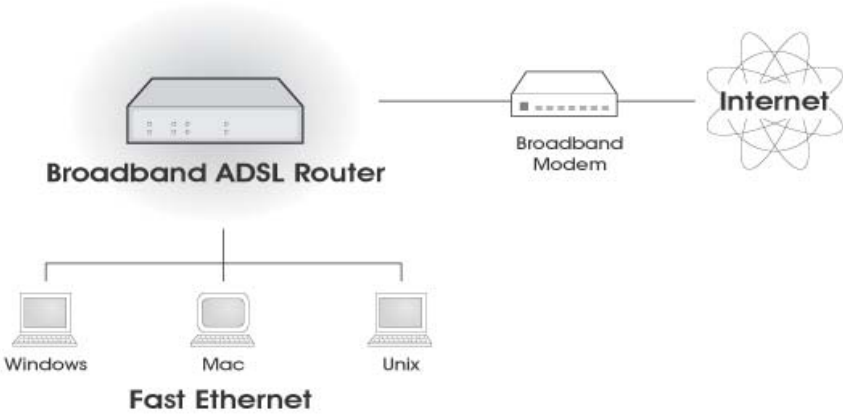 Internet
Broadband
Modem
Broadband ADSL Router
Windows
Mac
Unix
Fast Ethernet